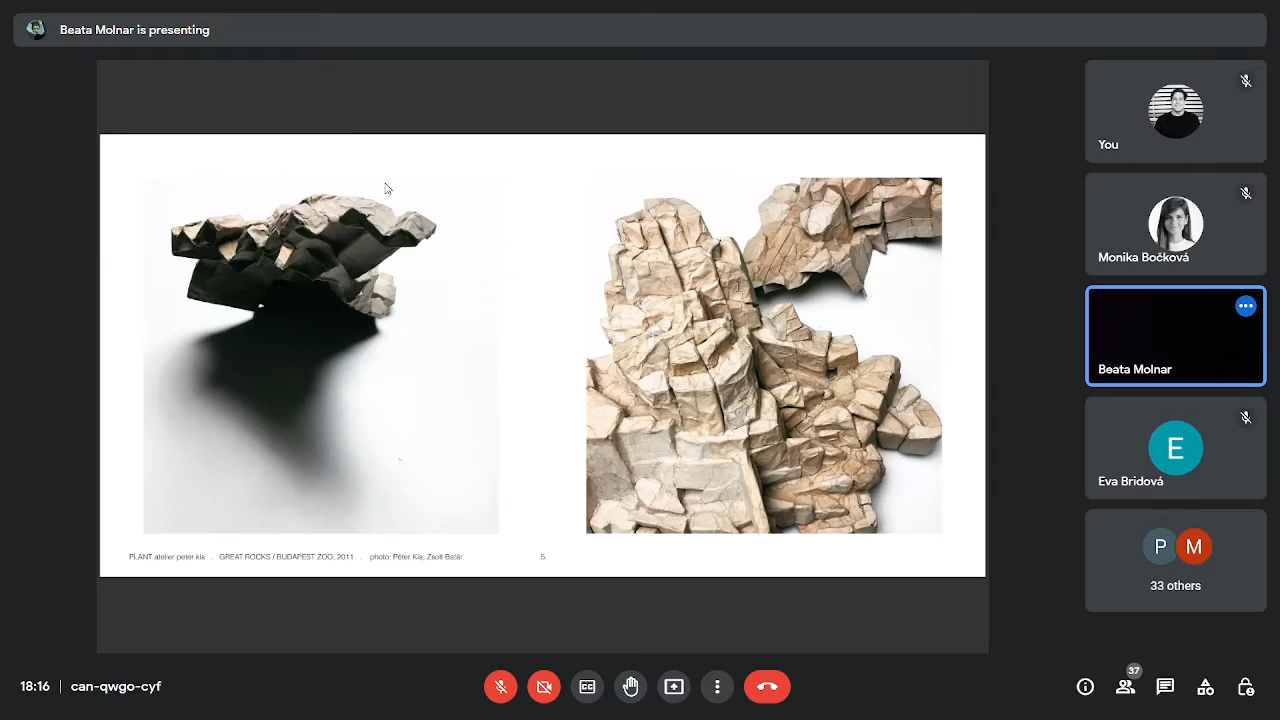 Beata Molnar is presenting
You
Monika Bočková
Beata Molnar
E
Eva Bridová
P M
33 others
PLANT atelier peter kis . GREAT ROCKS / BUDAPEST ZOO, 2011 . photo: Péter Kis, Zsolt Batár
.5.
18:16 | can-qwgo-cyf
37